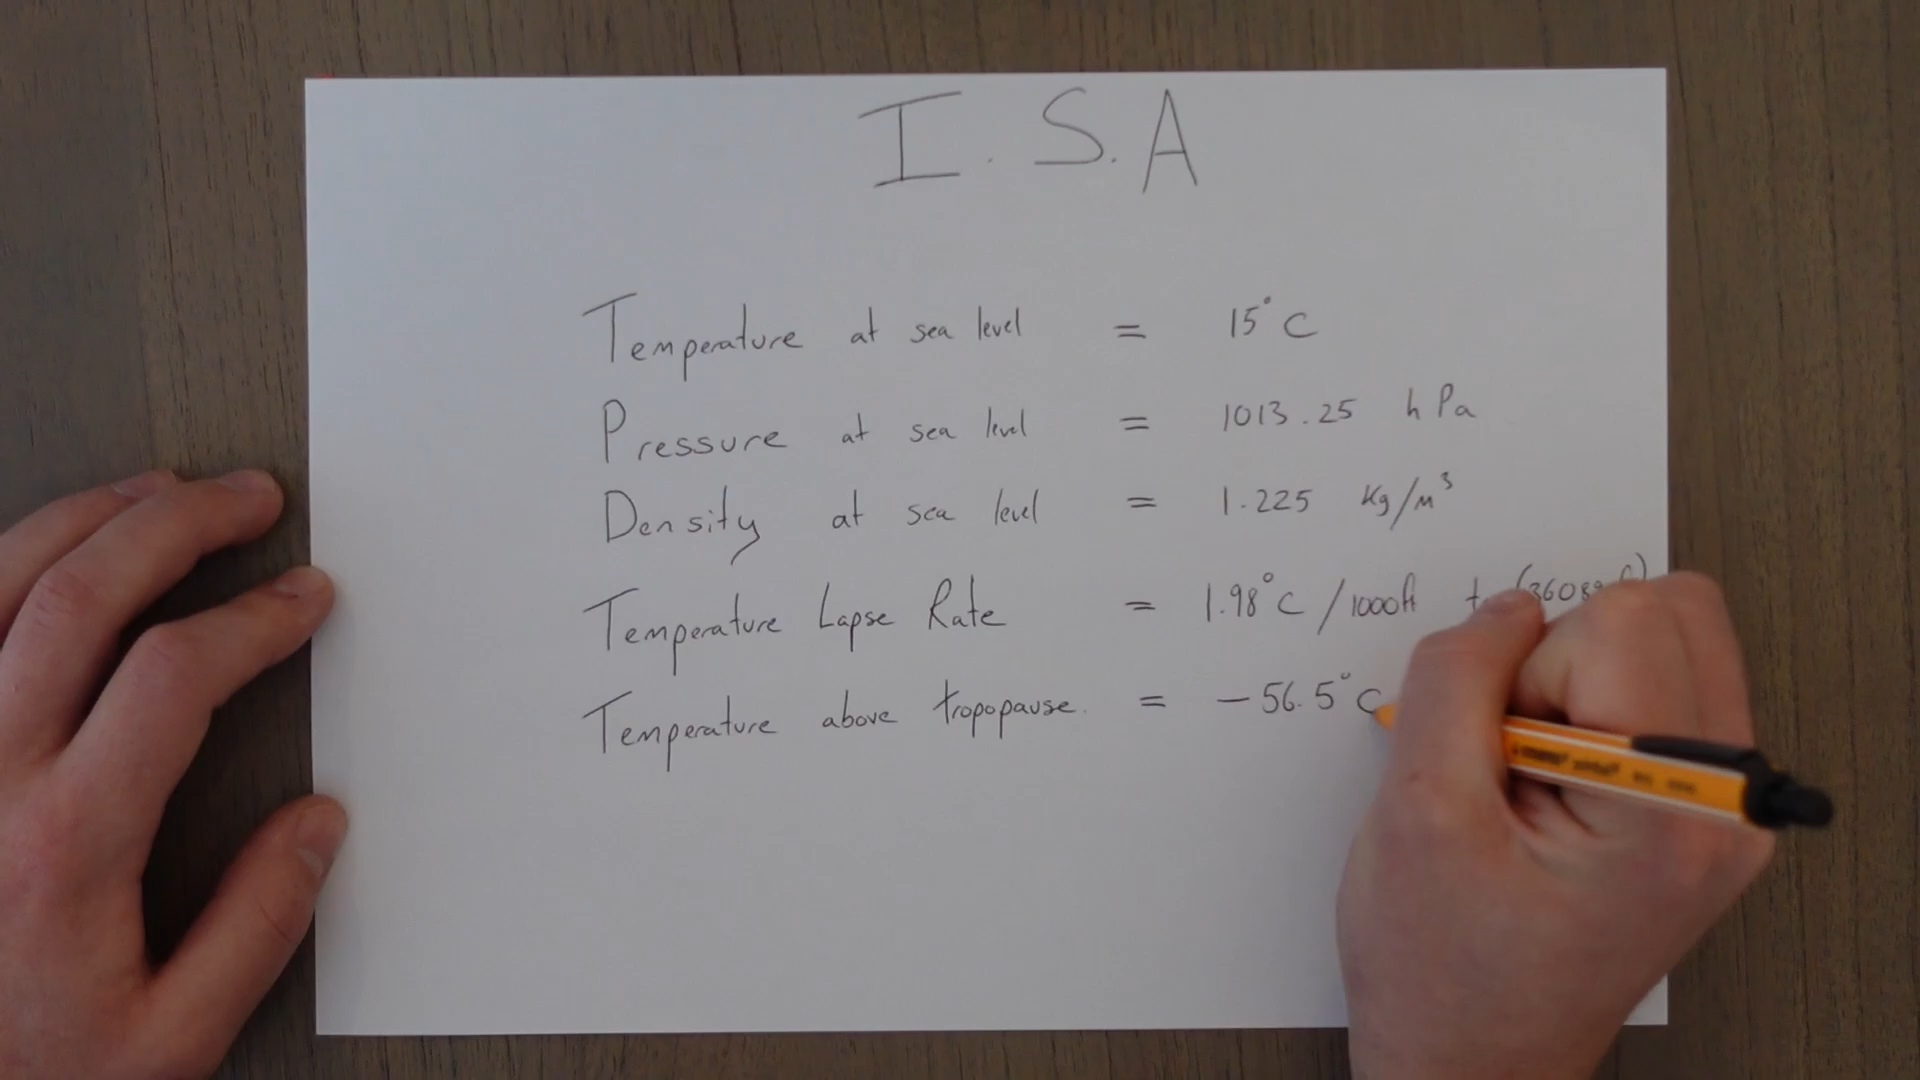 I.S.A
Temperature at sea level = 15°C
Pressure at sea level = 1013.25 hPa
Density at sea level = 1.225 Kg/m³
Temperature Lapse Rate = 1.98°C/1000ft
Temperature above tropopause. = -56.5°C